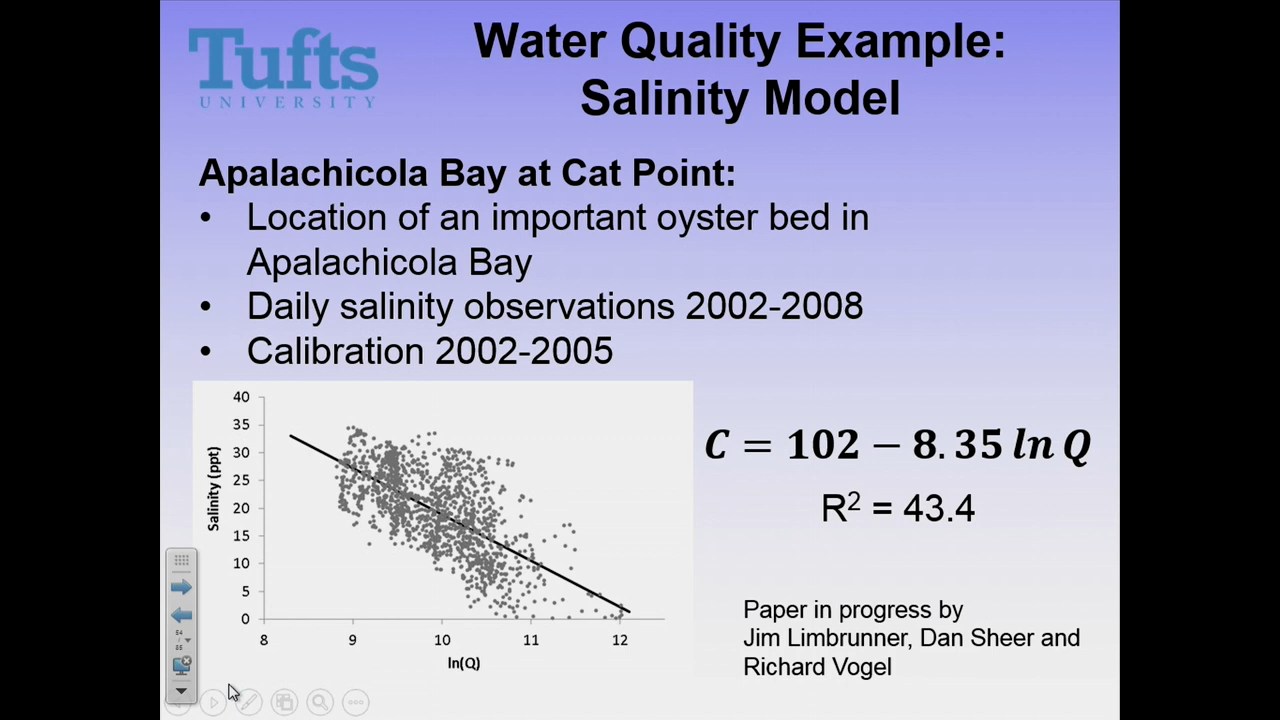 Tufts
UNIVERSITY
Water Quality Example:
Salinity Model
Apalachicola Bay at Cat Point:
• Location of an important oyster bed in
Apalachicola Bay
• Daily salinity observations 2002-2008
• Calibration 2002-2005
40
35
30
25
20
15
10
5
0
Salinity (ppt)
8 9 10 11 12
ln(Q)
C = 102 − 8.35 ln Q
R² = 43.4
Paper in progress by
Jim Limbrunner, Dan Sheer and
Richard Vogel